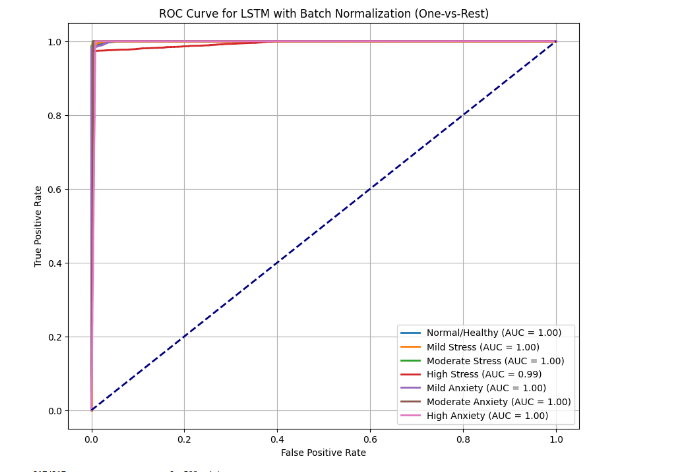 ROC Curve for LSTM with Batch Normalization (One-vs-Rest)
1.0
0.8
0.6
0.4
0.2
0.0
True Positive Rate
0.0 0.2 0.4 0.6 0.8 1.0
False Positive Rate
Normal/Healthy (AUC = 1.00)
Mild Stress (AUC = 1.00)
Moderate Stress (AUC = 1.00)
High Stress (AUC = 0.99)
Mild Anxiety (AUC = 1.00)
Moderate Anxiety (AUC = 1.00)
High Anxiety (AUC = 1.00)